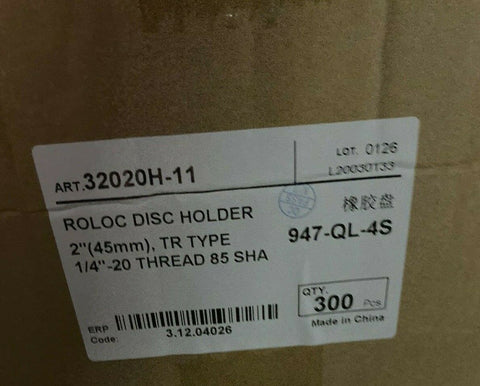 ART.32020H-11
LOT. 0126
L20030T33
ROLOC DISC HOLDER
2"(45mm), TR TYPE
1/4"-20 THREAD 85 SHA
橡胶盘
947-QL-4S
QTY.
300 Pcs
Made in China
ERP
Code:
3.12.04026